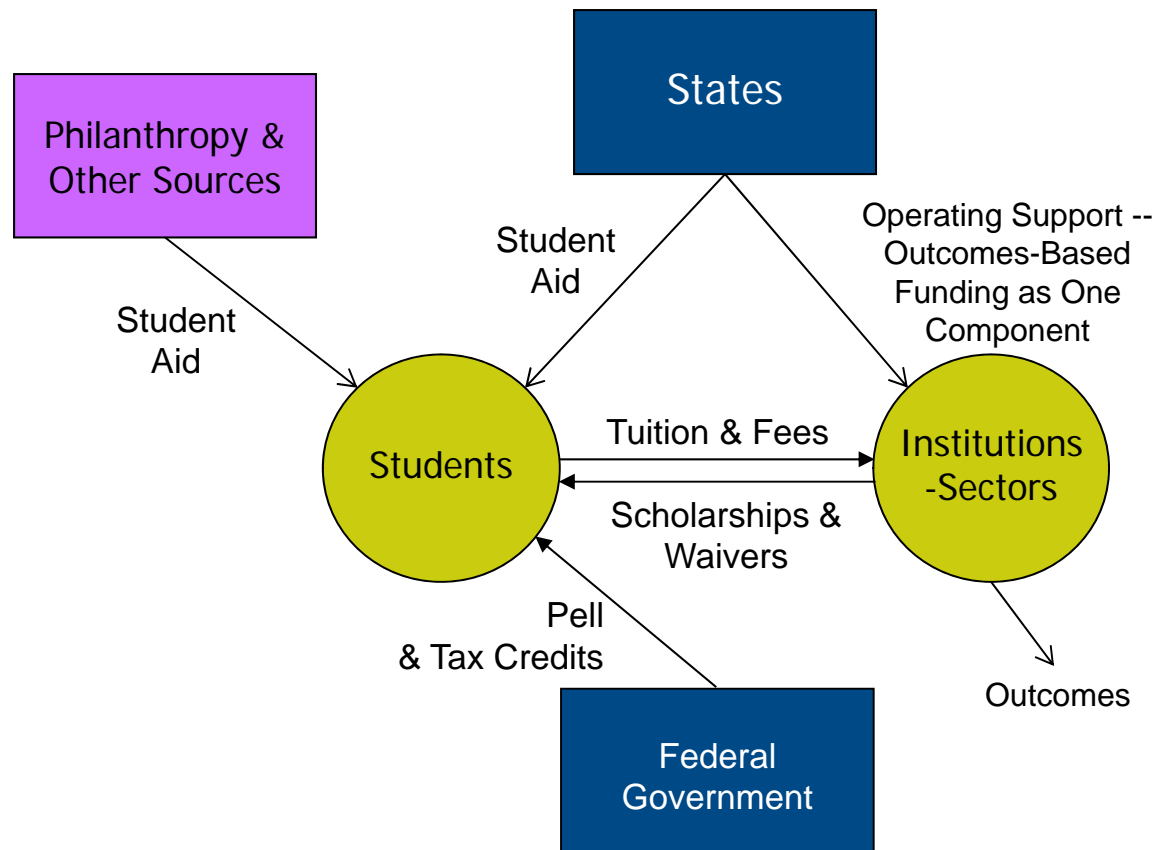 States
Philanthropy &
Other Sources
Operating Support --
Outcomes-Based
Funding as One
Component
Student
Aid
Student
Aid
Tuition & Fees
Students
Institutions
-Sectors
Scholarships &
Waivers
Pell
& Tax Credits
Outcomes
Federal
Government